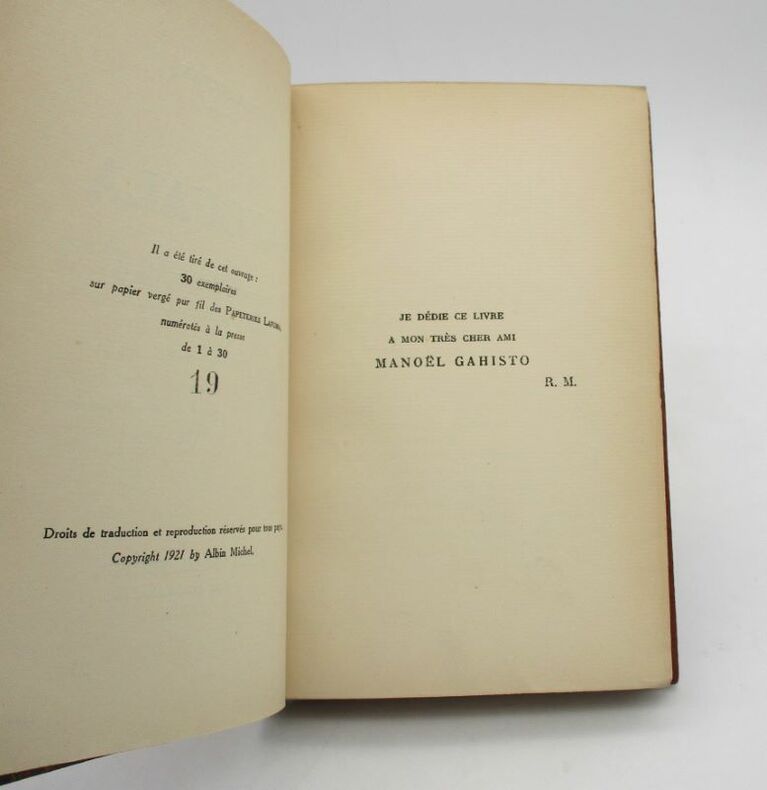 Il a été tiré de cet ouvrage :
30 exemplaires
sur papier vergé pur fil des PAPETERIES LAFUMA,
numérotés à la presse
de 1 à 30
19
Droits de traduction et reproduction réservés pour tous pays.
Copyright 1921 by Albin Michel.
JE DÉDIE CE LIVRE
A MON TRÈS CHER AMI
MANOËL GAHISTO
R. M.